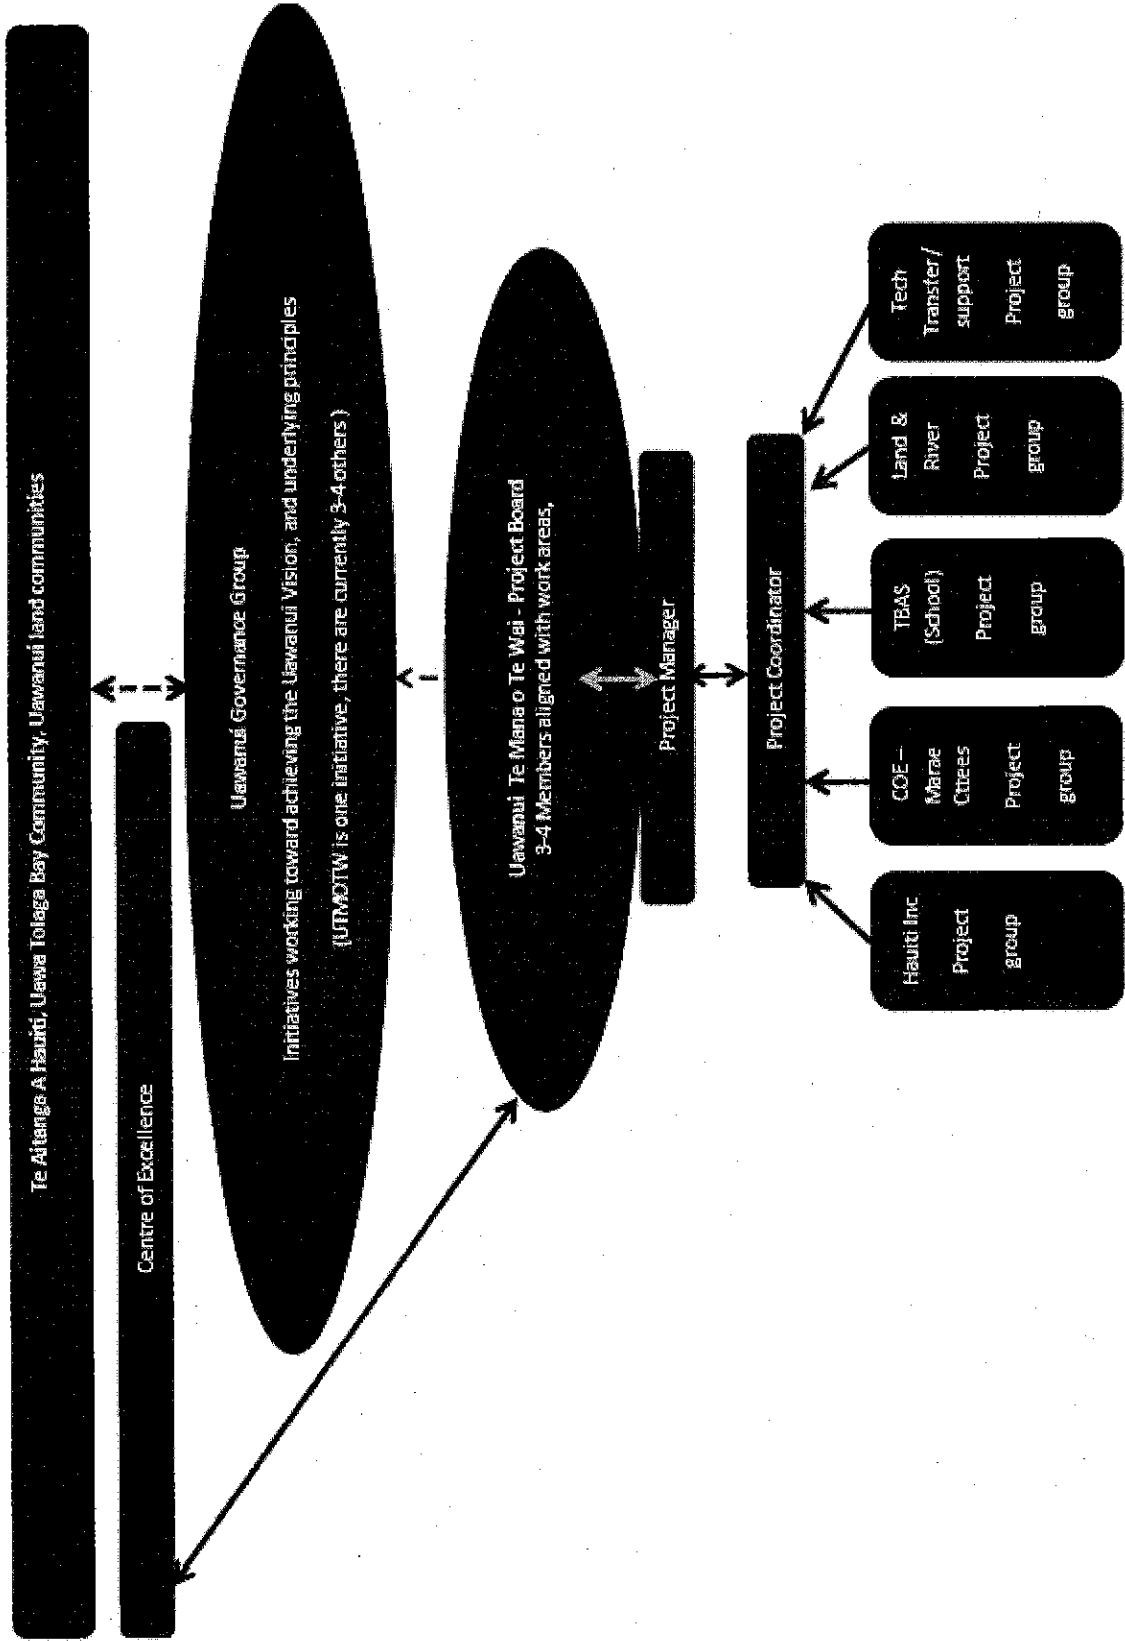 Te Aitanga A Hauiti, Uawa Tolaga Bay Community, Uawanui land communities
Centre of Excellence
Uawanui Governance Group
Initiatives working toward achieving the Uawanui Vision, and underlying principles
(UTMOTW is one initiative, there are currently 3-4 others)
Uawanui Te Mana o Te Wai - Project Board
3-4 Members aligned with work areas,
Project Manager
Project Coordinator
Hauiti Inc
Project
group
COE –
Marae
Cttees
Project
group
TBAS
(School)
Project
group
Land &
River
Project
group
Tech
Transfer/
support
Project
group